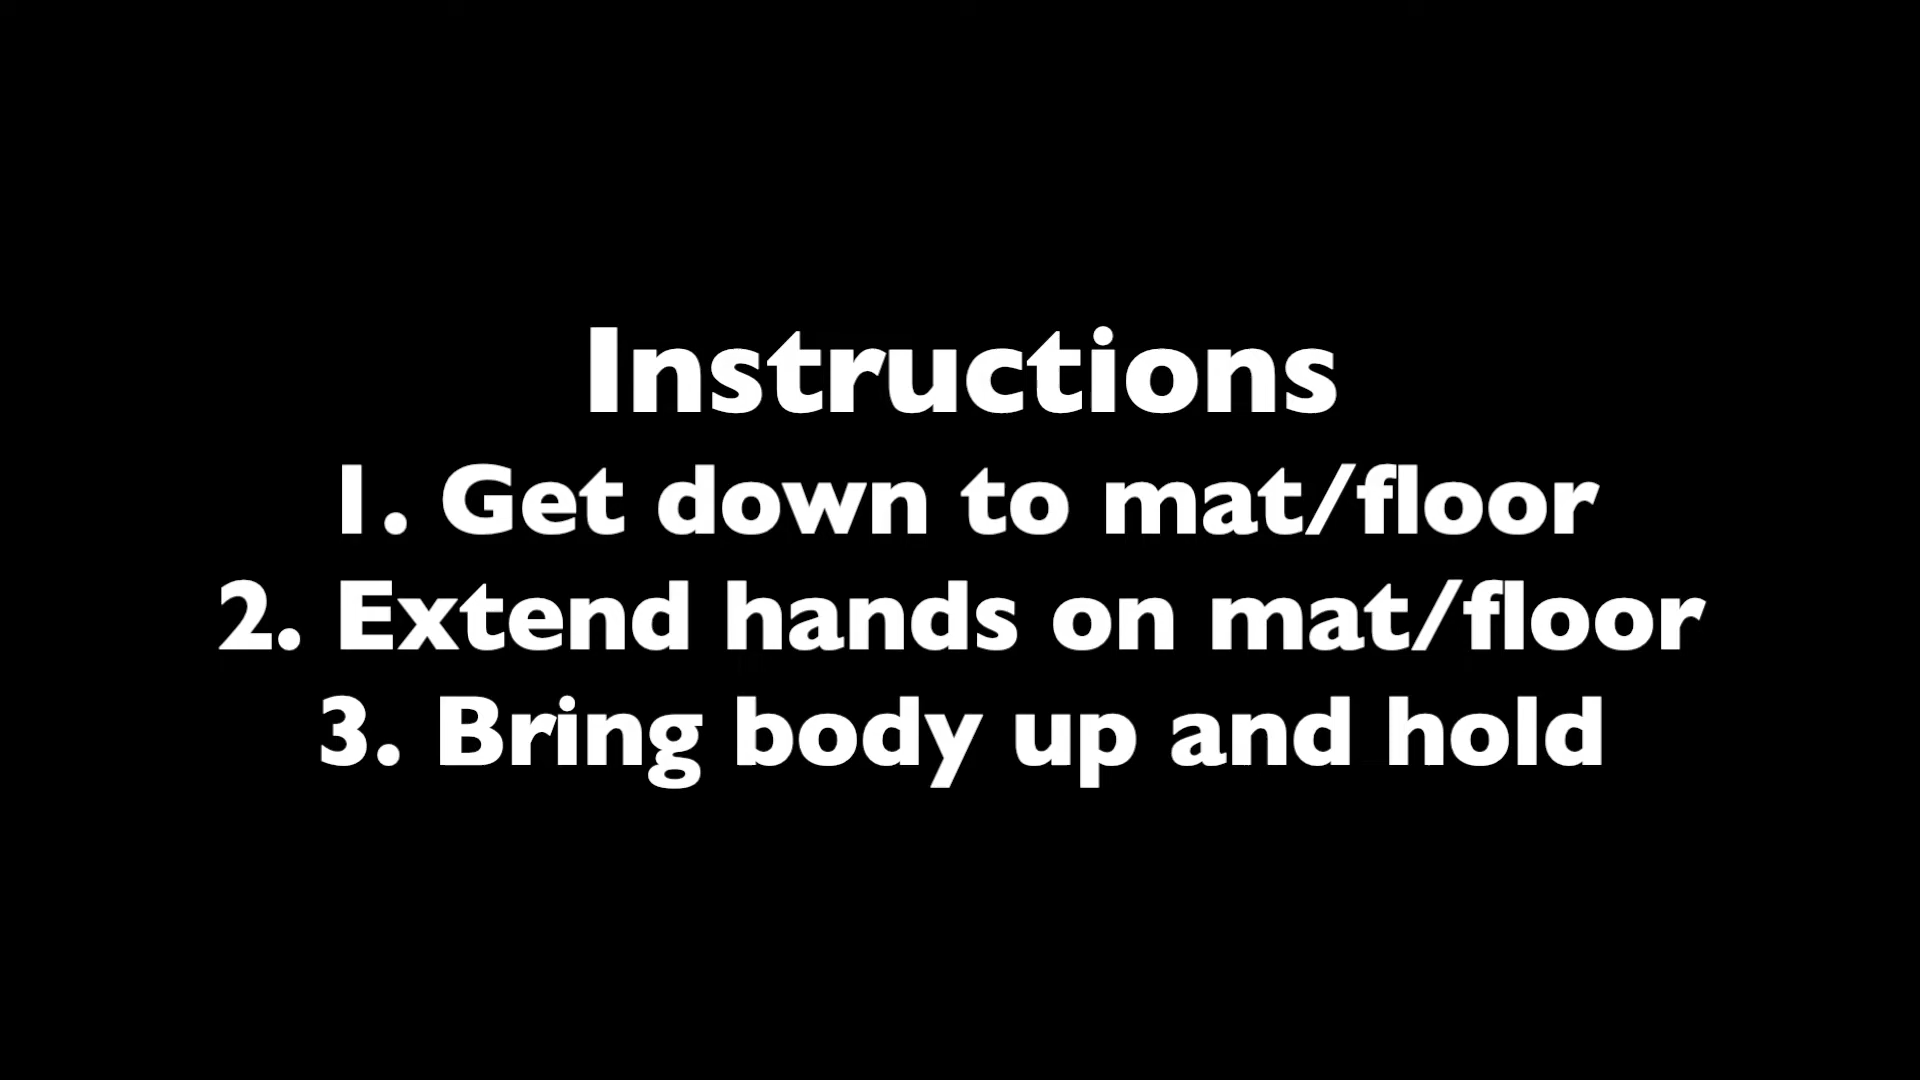 Instructions
1. Get down to mat/floor
2. Extend hands on mat/floor
3. Bring body up and hold